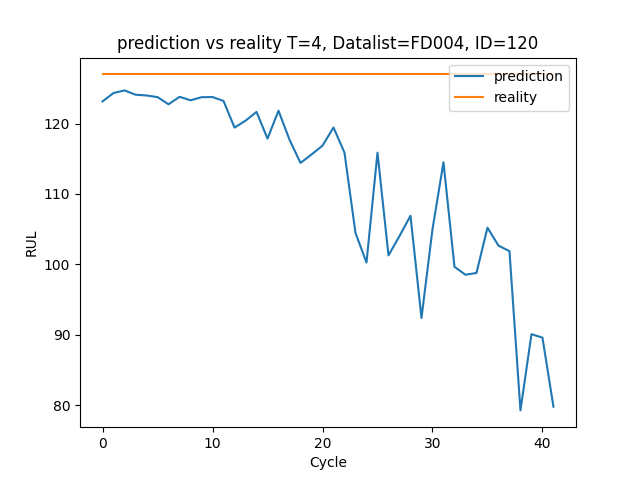 prediction vs reality T=4, Datalist=FD004, ID=120
prediction
reality
RUL
120
110
100
90
80
0 10 20 30 40
Cycle